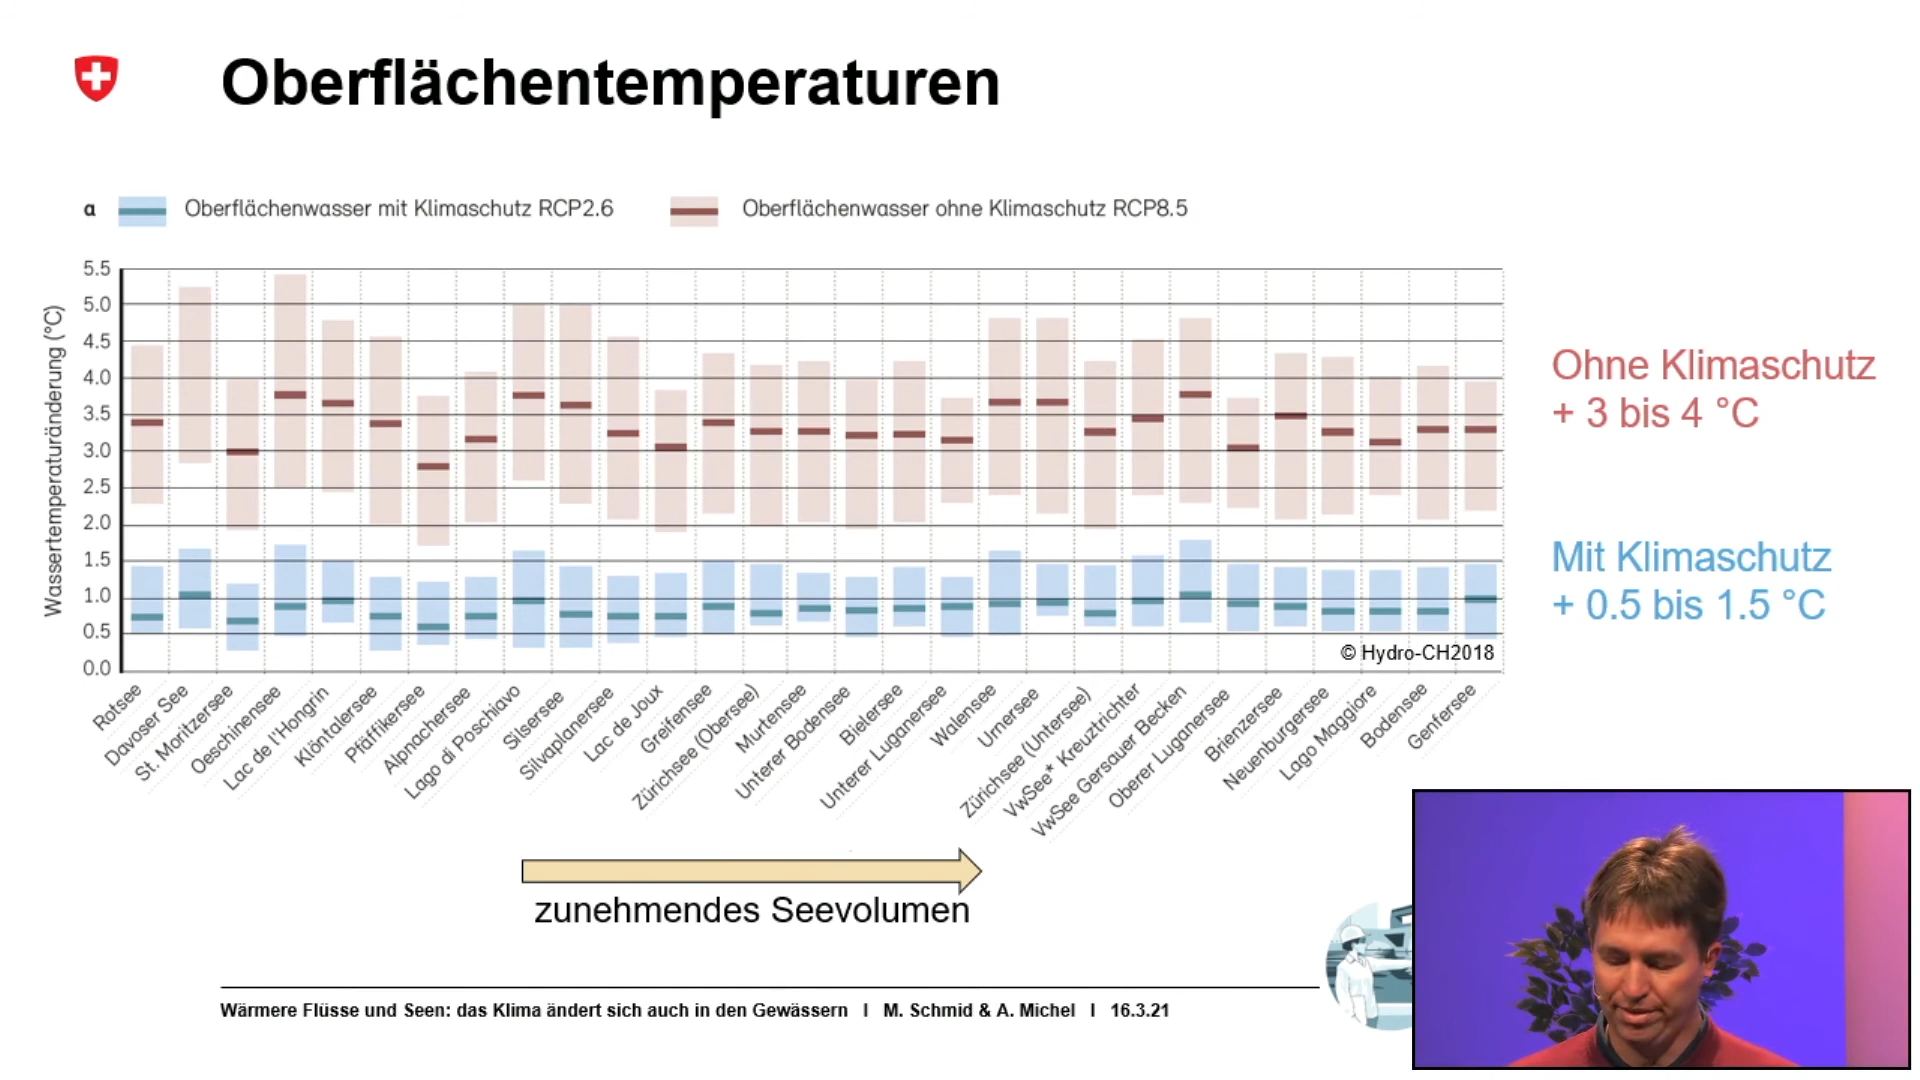 Oberflächentemperaturen
a Oberflächenwasser mit Klimaschutz RCP2.6 Oberflächenwasser ohne Klimaschutz RCP8.5
Wassertemperaturänderung (°C)
5.5
5.0
4.5
4.0
3.5
3.0
2.5
2.0
1.5
1.0
0.5
0.0
Ohne Klimaschutz
+ 3 bis 4 °C
Mit Klimaschutz
+ 0.5 bis 1.5 °C
© Hydro-CH2018
Rotsee
Davoser See
St. Moritzersee
Oeschinensee
Lac de l'Hongrin
Klöntalersee
Pfäffikersee
Alpnachersee
Lago di Poschiavo
Silsersee
Silvaplanersee
Lac de Joux
Greifensee
Zürichsee (Obersee)
Murtensee
Unterer Bodensee
Bielersee
Unterer Luganersee
Walensee
Urnersee
Zürichsee (Untersee)
VwSee* Kreuztrichter
VwSee Gersauer Becken
Oberer Luganersee
Brienzersee
Neuenburgersee
Lago Maggiore
Bodensee
Genfersee
zunehmendes Seevolumen
Wärmere Flüsse und Seen: das Klima ändert sich auch in den Gewässern I M. Schmid & A. Michel I 16.3.21